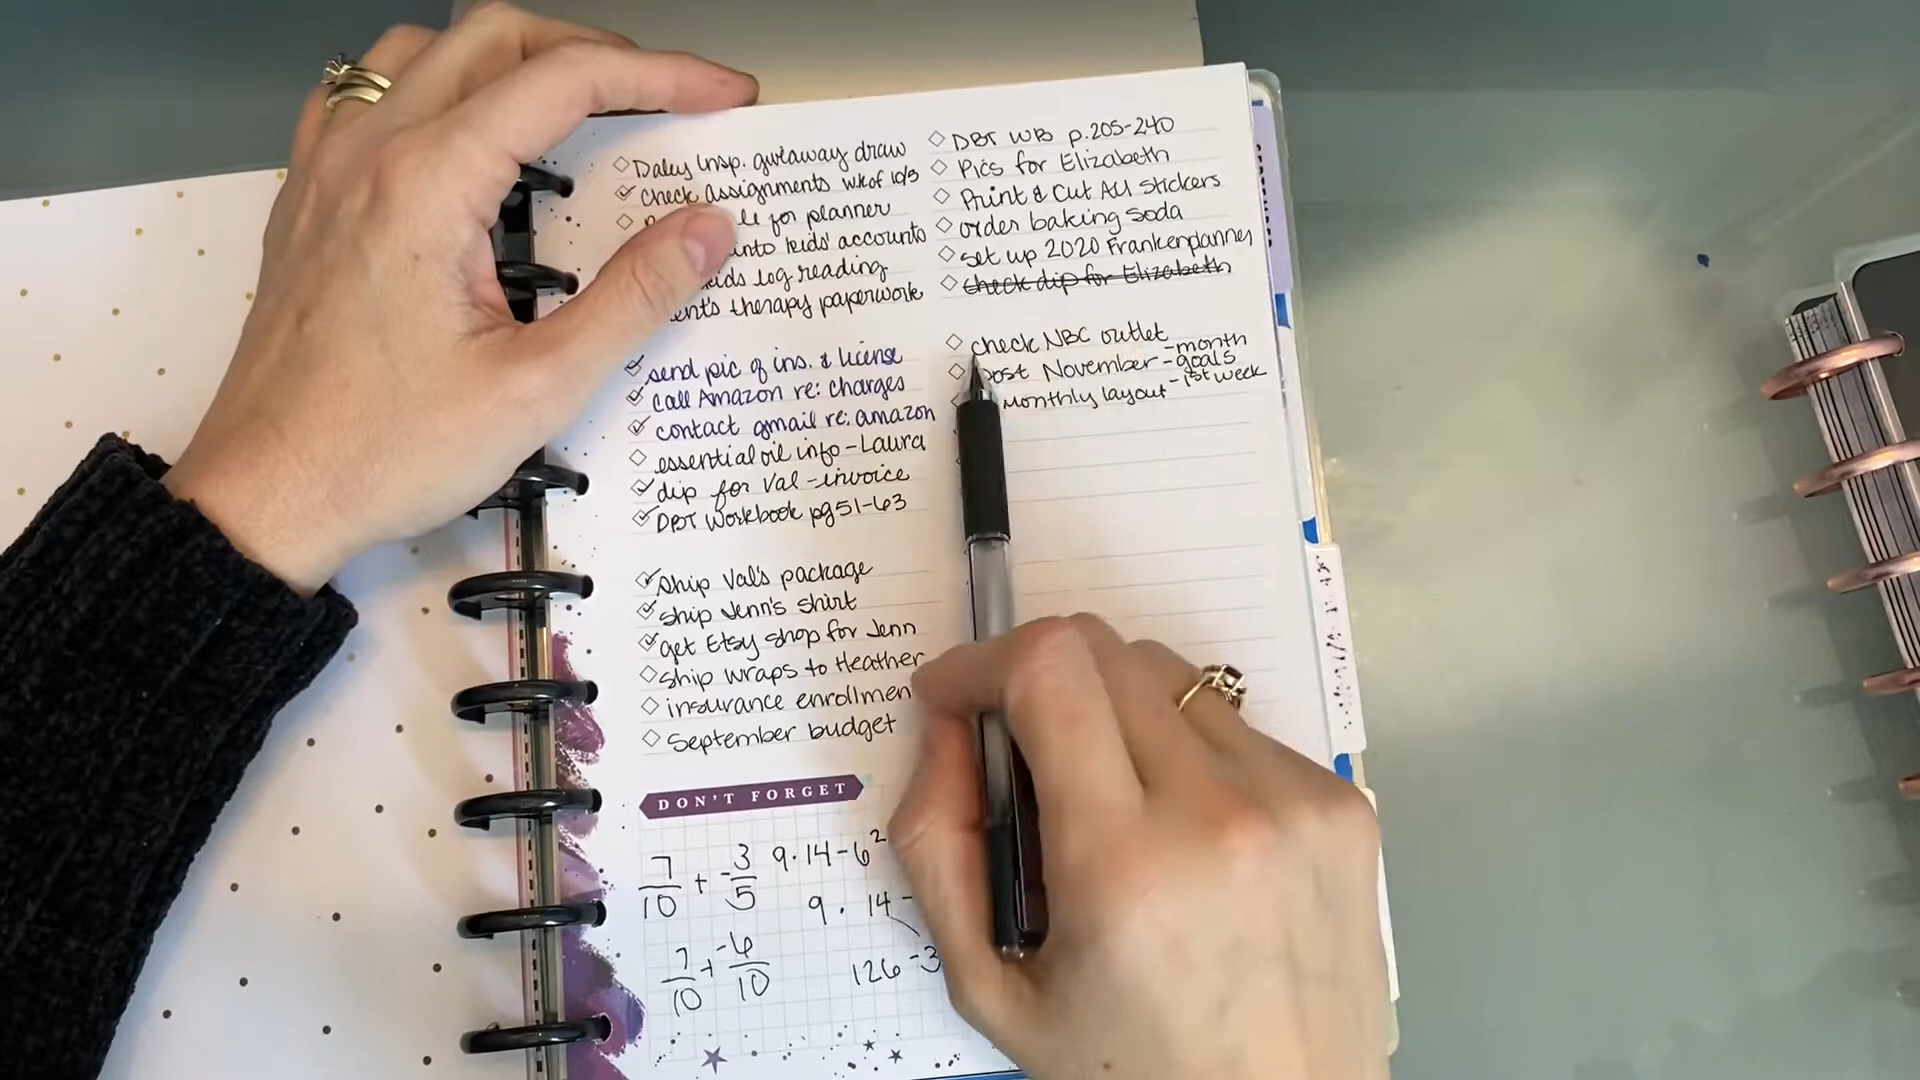 Daley Insp. giveaway draw
Check assignments wk of 10/3
for planner
into kids' accounts
kids log reading
therapy paperwork
send pic of ins. & license
call Amazon re: charges
contact gmail re: amazon
essential oil info - Laura
dip for Val - invoice
DBT Workbook pg 51-63
ship Val's package
ship Jenn's shirt
get Etsy shop for Jenn
ship wraps to Heather
insurance enrollmen
September budget
DBT WB p.205-240
Pics for Elizabeth
Print & Cut All Stickers
order baking soda
set up 2020 Frankenplanner
check dip for Elizabeth
check NBC outlet
post November - month
- goals
monthly layout - 1st week
DON'T FORGET
7/10 + -3/5
9·14-6²
9 · 14 -
7/10 + -6/10
126 -3